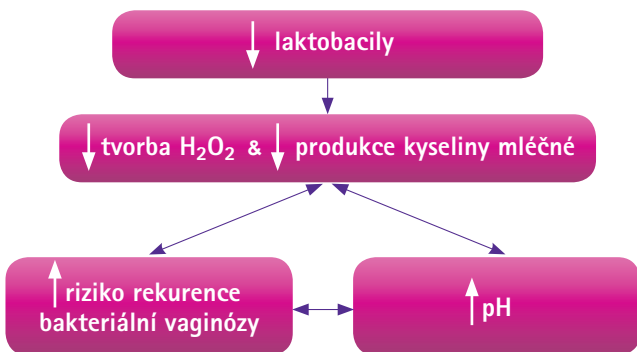 ↓ laktobacily
↓ tvorba H₂O₂ & ↓ produkce kyseliny mléčné
↑ riziko rekurence
bakteriální vaginózy
↑ pH